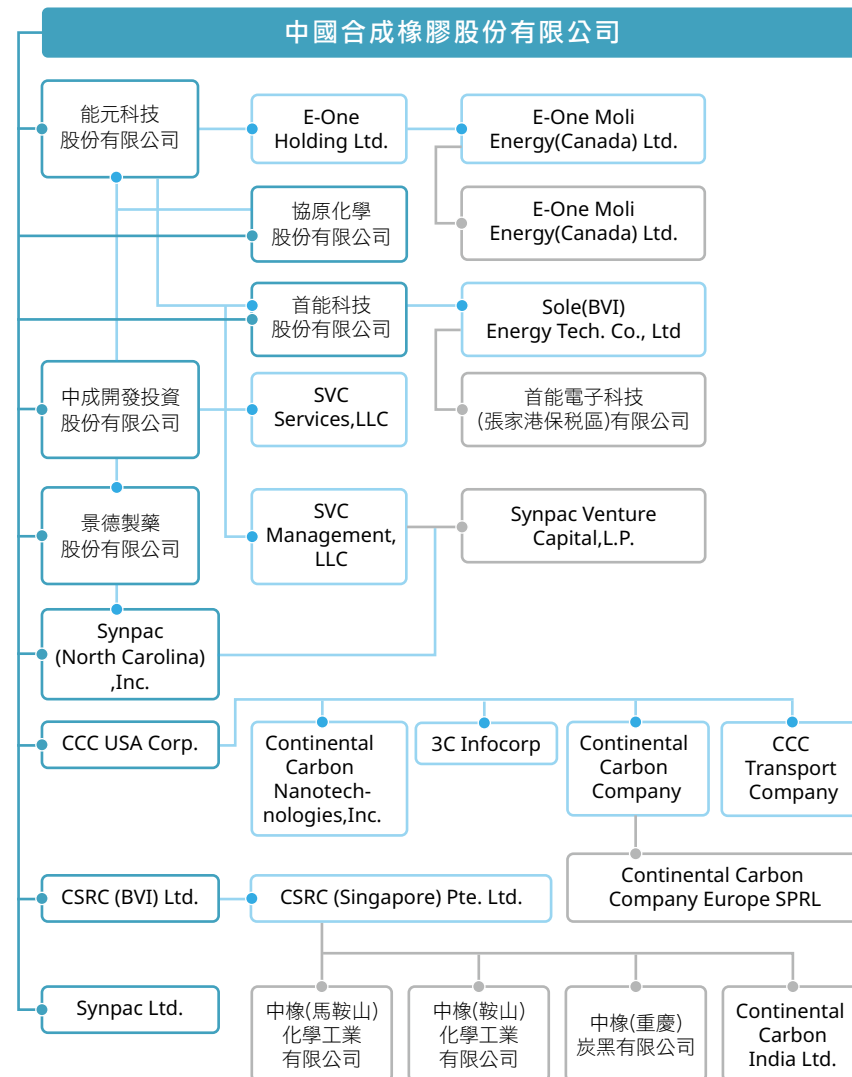 中國合成橡膠股份有限公司
能元科技
股份有限公司
E-One
Holding Ltd.
E-One Moli
Energy(Canada) Ltd.
協原化學
股份有限公司
E-One Moli
Energy(Canada) Ltd.
首能科技
股份有限公司
Sole(BVI)
Energy Tech. Co., Ltd
中成開發投資
股份有限公司
SVC
Services,LLC
首能電子科技
(張家港保税區)有限公司
景德製藥
股份有限公司
SVC
Management,
LLC
Synpac Venture
Capital,L.P.
Synpac
(North Carolina)
,Inc.
CCC USA Corp.
Continental
Carbon
Nanotech-
nologies,Inc.
3C Infocorp
Continental
Carbon
Company
CCC
Transport
Company
Continental Carbon
Company Europe SPRL
CSRC (BVI) Ltd.
CSRC (Singapore) Pte. Ltd.
Synpac Ltd.
中橡(馬鞍山)
化學工業
有限公司
中橡(鞍山)
化學工業
有限公司
中橡(重慶)
炭黑有限公司
Continental
Carbon
India Ltd.